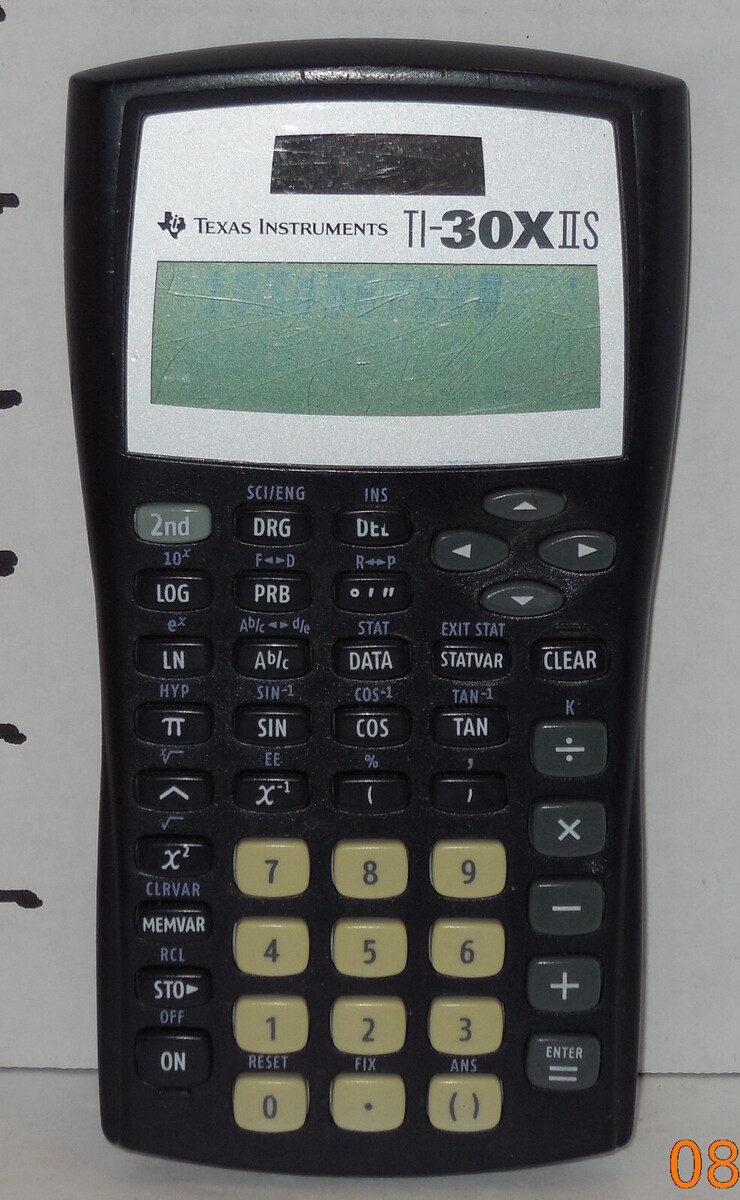 TEXAS INSTRUMENTS TI-30X IIS
SCI/ENG INS
2nd DRG DEL
10ˣ F◄►D R◄►P
LOG PRB ° ' "
eˣ Ab/c◄►d/e STAT EXIT STAT
LN Ab/c DATA STATVAR CLEAR
HYP SIN⁻¹ COS⁻¹ TAN⁻¹ K
π SIN COS TAN ÷
ˣ√ EE % ,
^ x⁻¹ ( ) ×
√
x² 7 8 9
CLRVAR
MEMVAR 4 5 6 −
RCL
STO► +
OFF
ON 1 2 3
RESET FIX ANS
ENTER
=
0 . (-)
08